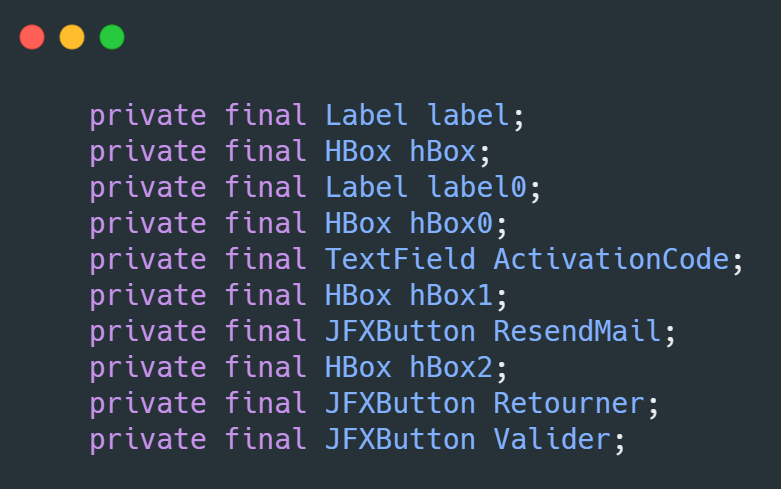 private final Label label;
private final HBox hBox;
private final Label label0;
private final HBox hBox0;
private final TextField ActivationCode;
private final HBox hBox1;
private final JFXButton ResendMail;
private final HBox hBox2;
private final JFXButton Retourner;
private final JFXButton Valider;